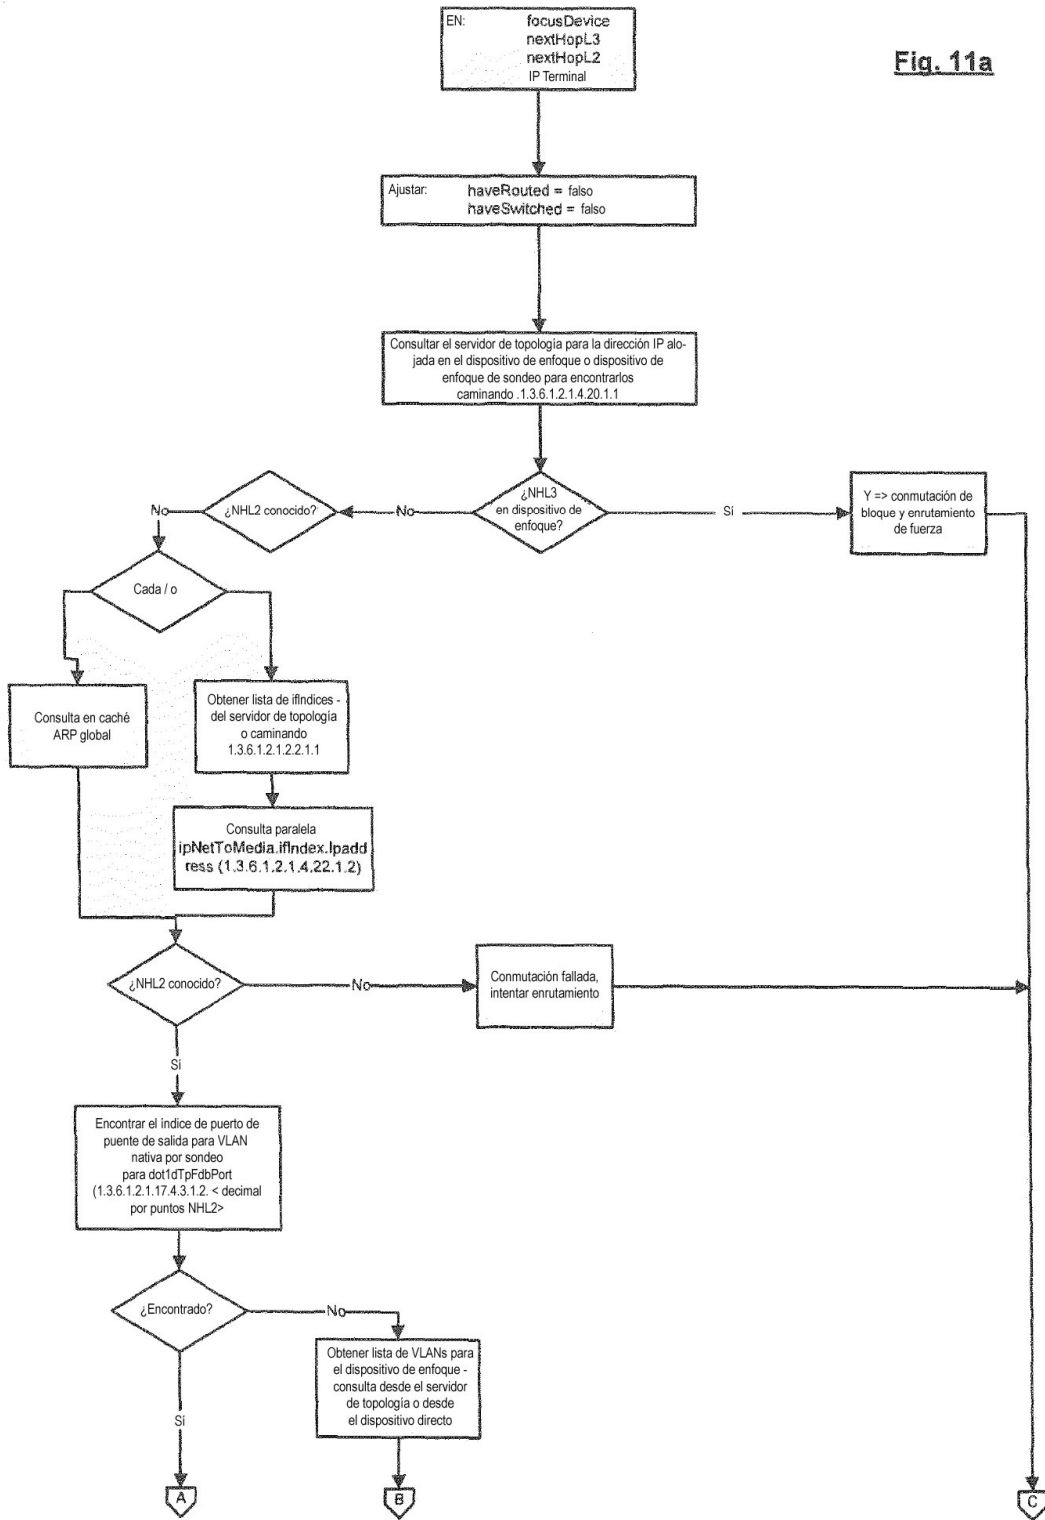 EN: focusDevice
nextHopL3
nextHopL2
IP Terminal
Fig. 11a
Ajustar: haveRouted = falso
haveSwitched = falso
Consultar el servidor de topología para la dirección IP alo-
jada en el dispositivo de enfoque o dispositivo de
enfoque de sondeo para encontrarlos
caminando .1.3.6.1.2.1.4.20.1.1
¿NHL3
en dispositivo de
enfoque?
No
Sí
¿NHL2 conocido?
No
Y => conmutación de
bloque y enrutamiento
de fuerza
Cada / o
Consulta en caché
ARP global
Obtener lista de ifIndices -
del servidor de topología
o caminando
1.3.6.1.2.1.2.2.1.1
Consulta paralela
ipNetToMedia.ifIndex.Ipadd
ress (1.3.6.1.2.1.4.22.1.2)
¿NHL2 conocido?
No
Conmutación fallada,
intentar enrutamiento
Sí
Encontrar el índice de puerto de
puente de salida para VLAN
nativa por sondeo
para dot1dTpFdbPort
(1.3.6.1.2.1.17.4.3.1.2. < decimal
por puntos NHL2>
¿Encontrado?
No
Obtener lista de VLANs para
el dispositivo de enfoque -
consulta desde el servidor
de topología o desde
el dispositivo directo
Sí
A
B
C